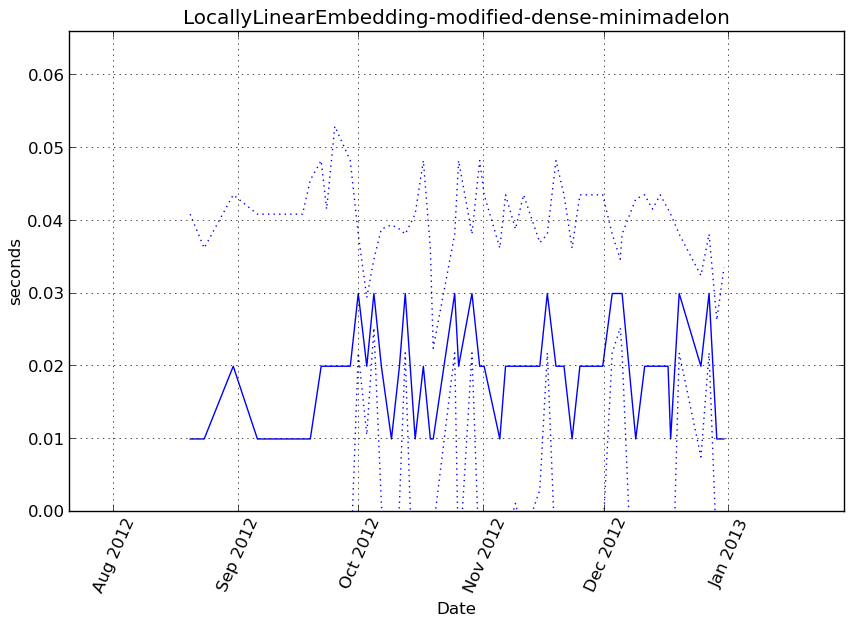 LocallyLinearEmbedding-modified-dense-minimadelon
0.06
0.05
0.04
0.03
0.02
0.01
0.00
seconds
Aug 2012
Sep 2012
Oct 2012
Nov 2012
Dec 2012
Jan 2013
Date